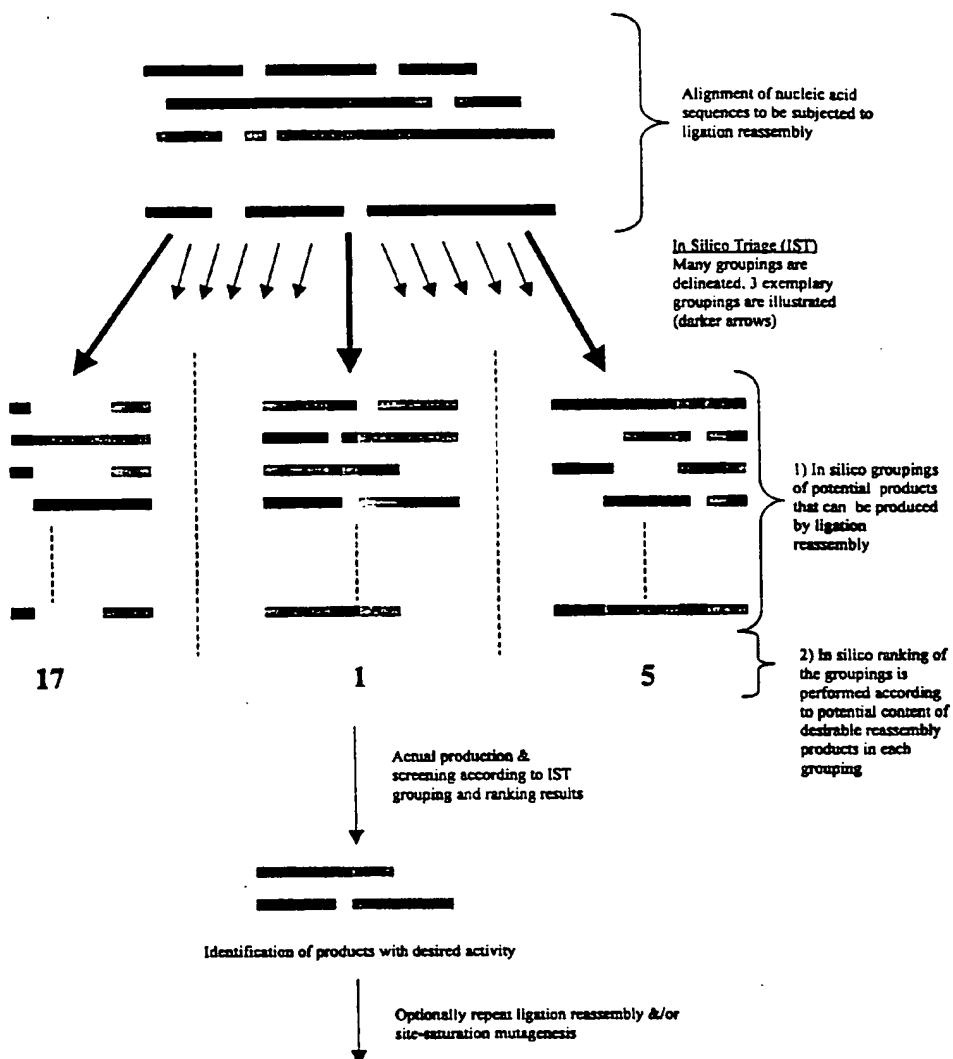 Alignment of nucleic acid
sequences to be subjected to
ligation reassembly
In Silico Triage (IST)
Many groupings are
delineated. 3 exemplary
groupings are illustrated
(darker arrows)
1) In silico groupings
of potential products
that can be produced
by ligation
reassembly
17
1
5
2) In silico ranking of
the groupings is
performed according
to potential content of
desirable reassembly
products in each
grouping
Actual production &
screening according to IST
grouping and ranking results
Identification of products with desired activity
Optionally repeat ligation reassembly &/or
site-saturation mutagenesis